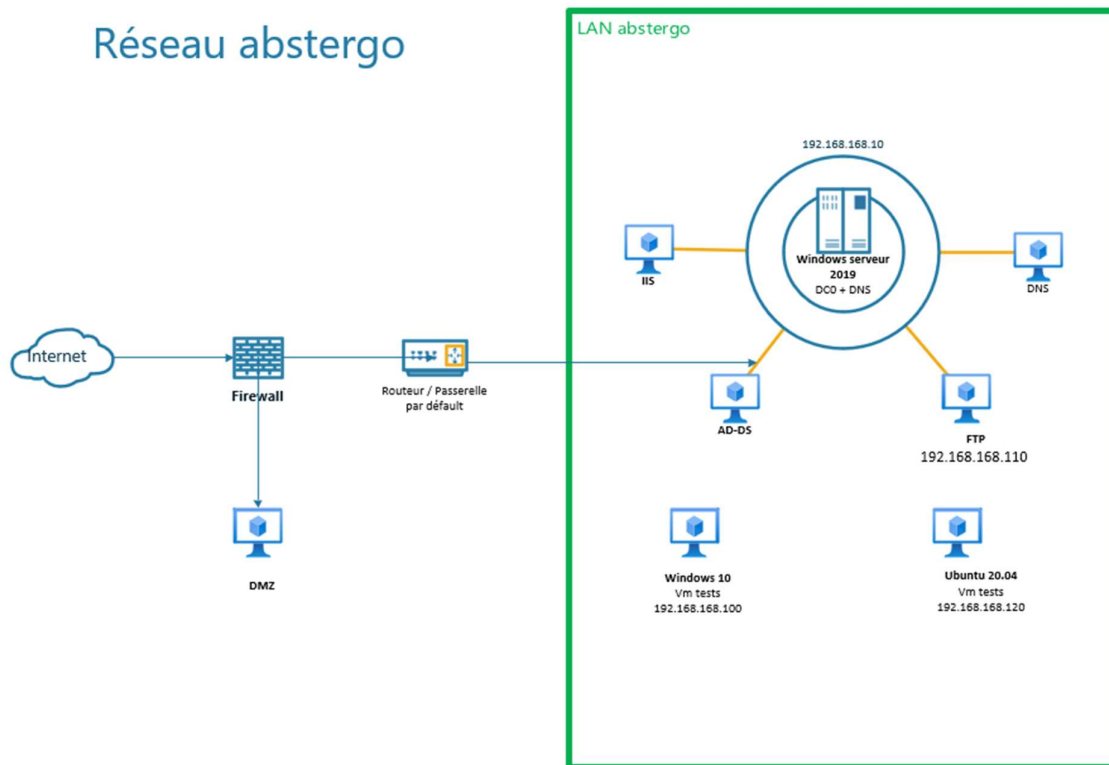 Réseau abstergo
LAN abstergo
192.168.168.10
Windows serveur
2019
DC0 + DNS
IIS
DNS
Internet
Firewall
Routeur / Passerelle
par défault
AD-DS
FTP
192.168.168.110
DMZ
Windows 10
Vm tests
192.168.168.100
Ubuntu 20.04
Vm tests
192.168.168.120